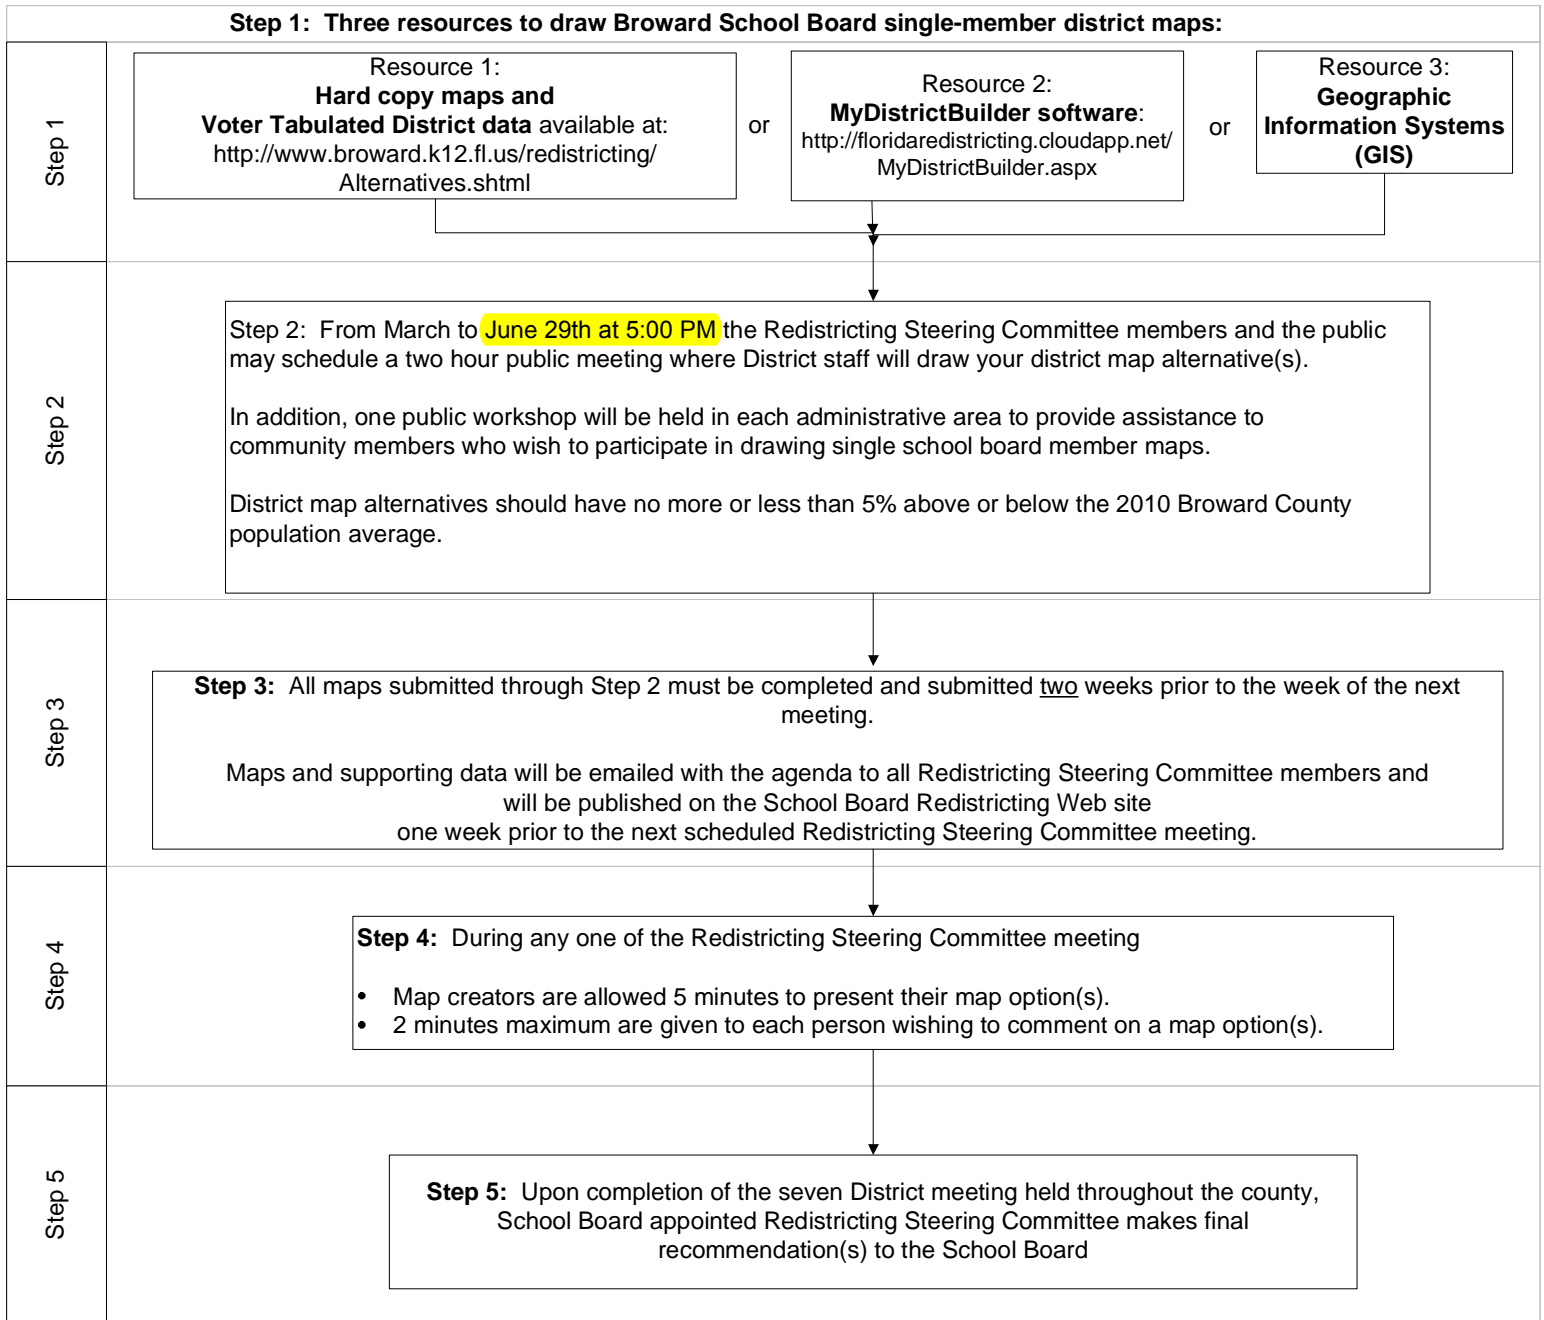 Step 1: Three resources to draw Broward School Board single-member district maps:
Step 1
Resource 1:
Hard copy maps and
Voter Tabulated District data available at:
http://www.broward.k12.fl.us/redistricting/
Alternatives.shtml
or
Resource 2:
MyDistrictBuilder software:
http://floridaredistricting.cloudapp.net/
MyDistrictBuilder.aspx
or
Resource 3:
Geographic
Information Systems
(GIS)
Step 2
Step 2: From March to June 29th at 5:00 PM the Redistricting Steering Committee members and the public
may schedule a two hour public meeting where District staff will draw your district map alternative(s).
In addition, one public workshop will be held in each administrative area to provide assistance to
community members who wish to participate in drawing single school board member maps.
District map alternatives should have no more or less than 5% above or below the 2010 Broward County
population average.
Step 3
Step 3: All maps submitted through Step 2 must be completed and submitted two weeks prior to the week of the next
meeting.
Maps and supporting data will be emailed with the agenda to all Redistricting Steering Committee members and
will be published on the School Board Redistricting Web site
one week prior to the next scheduled Redistricting Steering Committee meeting.
Step 4
Step 4: During any one of the Redistricting Steering Committee meeting
• Map creators are allowed 5 minutes to present their map option(s).
• 2 minutes maximum are given to each person wishing to comment on a map option(s).
Step 5
Step 5: Upon completion of the seven District meeting held throughout the county,
School Board appointed Redistricting Steering Committee makes final
recommendation(s) to the School Board